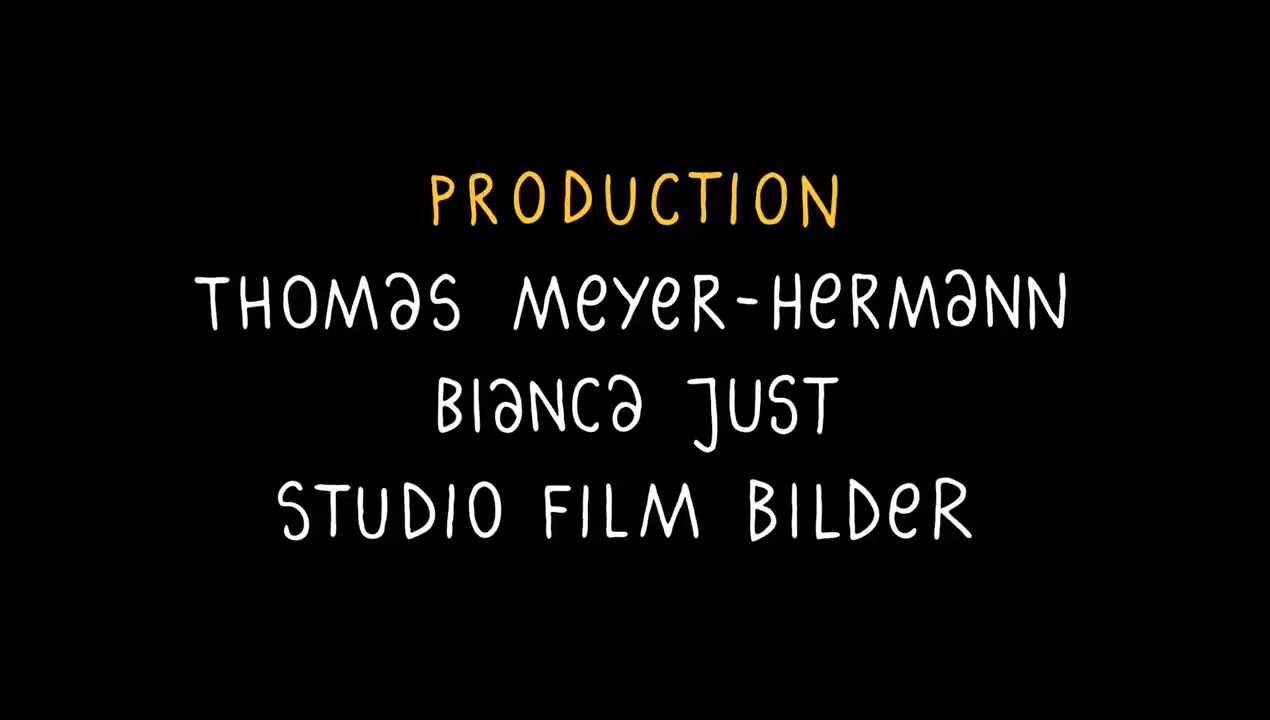 PRODUCTION
THOMaS MeYeR-HeRMaNN
BIaNCa JUST
STUDIO FILM BILDeR